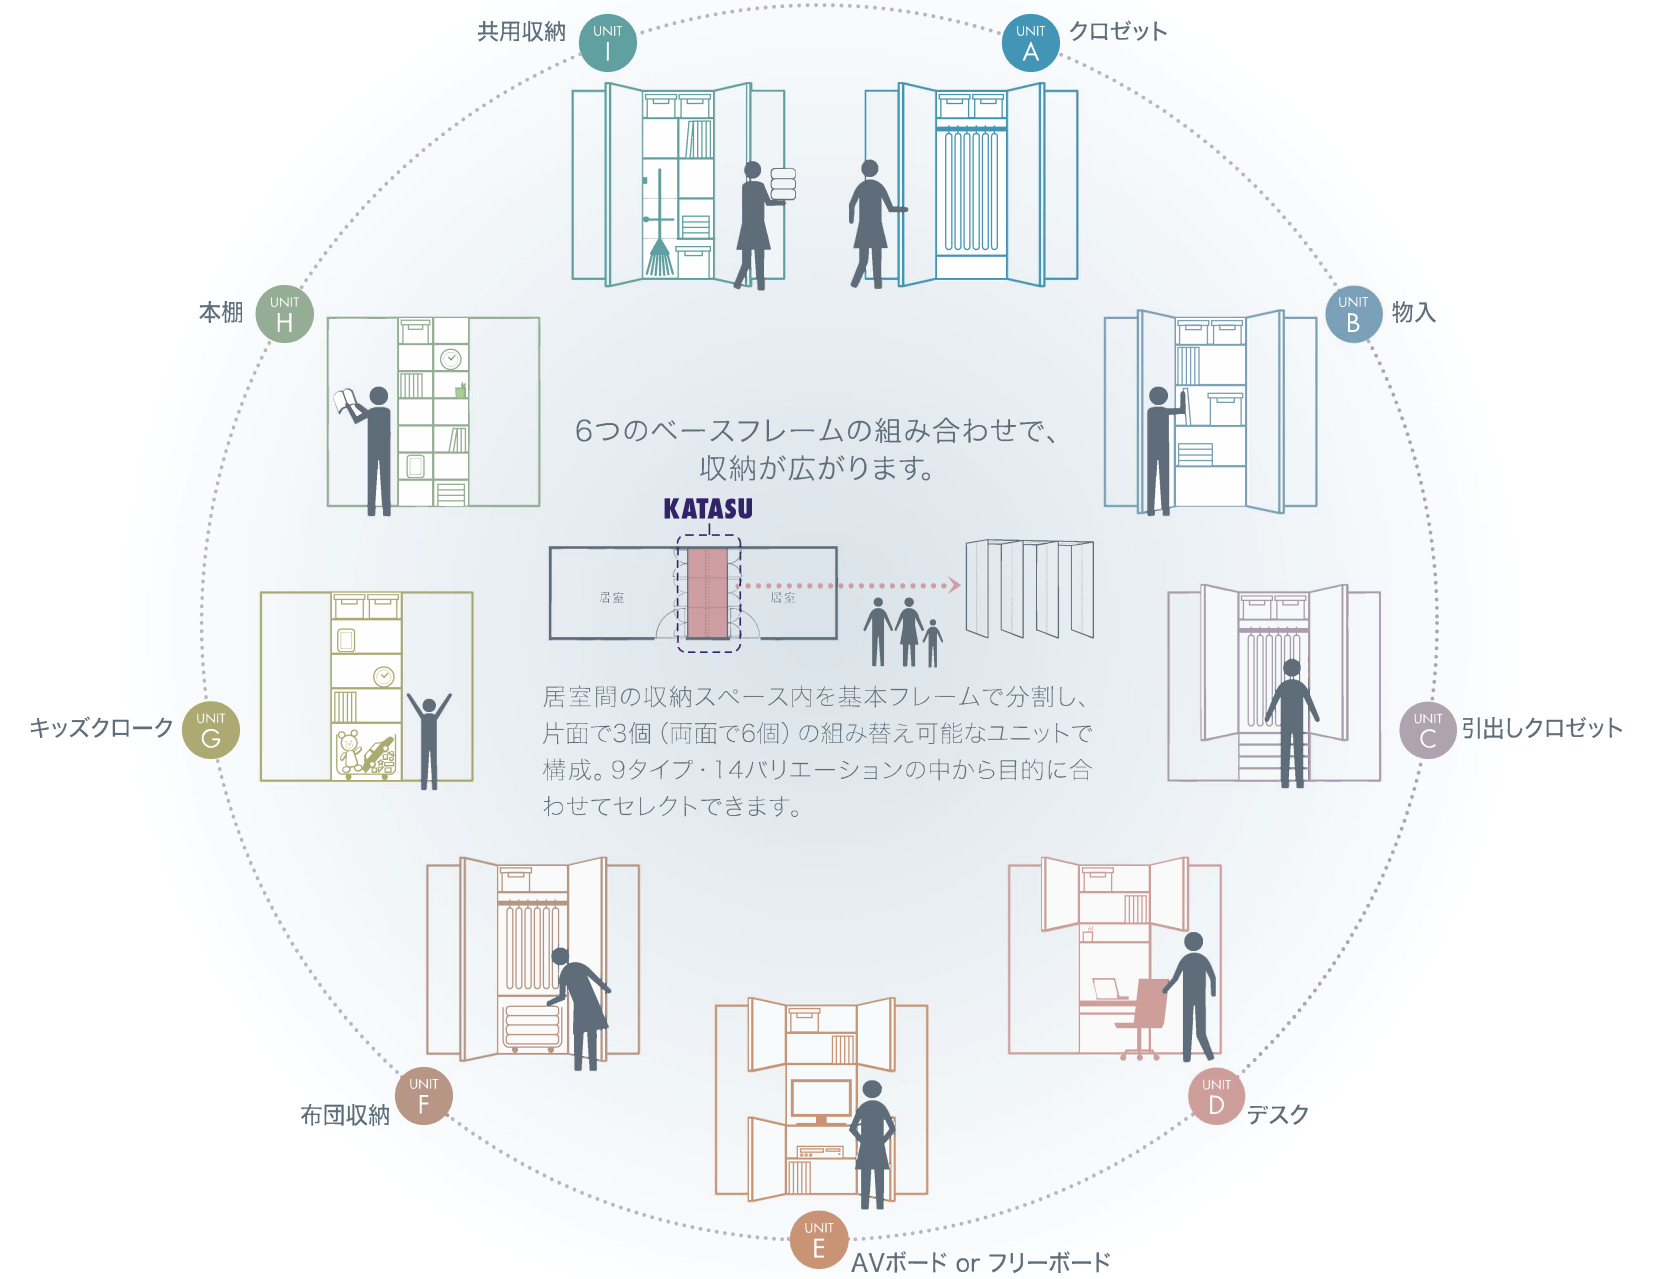 共用収納
UNIT
I
UNIT
A
クロゼット
本棚
UNIT
H
UNIT
B
物入
6つのベースフレームの組み合わせで、
収納が広がります。
KATASU
居室
居室
居室間の収納スペース内を基本フレームで分割し、
片面で3個（両面で6個）の組み替え可能なユニットで
構成。9タイプ・14バリエーションの中から目的に合
わせてセレクトできます。
キッズクローク
UNIT
G
UNIT
C
引出しクロゼット
布団収納
UNIT
F
UNIT
D
デスク
UNIT
E
AVボード or フリーボード